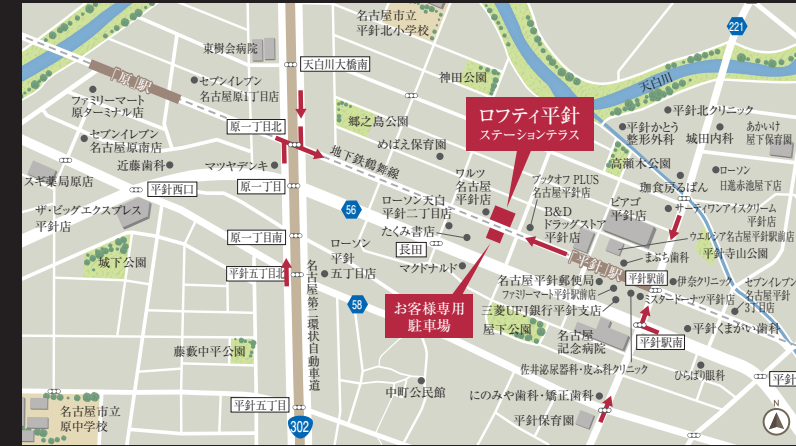 名古屋市立
平針北小学校
221
東樹会病院
天白川大橋南
天白川
「原」駅
セブンイレブン
名古屋原1丁目店
神田公園
ファミリーマート
原ターミナル店
ロフティ平針
ステーションテラス
平針北クリニック
原一丁目北
郷之島公園
平針かとう
整形外科
城田内科
あかいけ
屋下保育園
セブンイレブン
名古屋原南店
めばえ保育園
地下鉄鶴舞線
近藤歯科
マツヤデンキ
高瀬木公園
スギ薬局原店
平針西口
原一丁目
ワルツ
名古屋
平針店
ブックオフPLUS
名古屋平針店
珈食房るぱん
ローソン
日進赤池屋下店
ザ・ビッグエクスプレス
平針店
56
ローソン天白
平針二丁目店
B&D
ドラッグストア
平針店
ピアゴ
平針店
サーティワンアイスクリーム
平針店
たくみ書店
原一丁目南
長田
ウエルシア名古屋平針駅前店
平針寺山公園
まぶち歯科
城下公園
ローソン
平針
五丁目店
マクドナルド
「平針」駅
平針五丁目北
平針駅前
名古屋平針郵便局
伊奈クリニック
セブンイレブン
名古屋平針
3丁目店
ファミリーマート平針駅前店
ミスタードーナツ平針店
58
お客様専用
駐車場
三菱UFJ銀行平針支店
名古屋第二環状自動車道
屋下公園
名古屋
記念病院
平針くまがい歯科
平針駅南
藤藪中平公園
佐井泌尿器科・皮ふ科クリニック
ひらばり眼科
平針
中町公民館
にのみや歯科・矯正歯科
名古屋市立
原中学校
平針五丁目
平針保育園
302
N